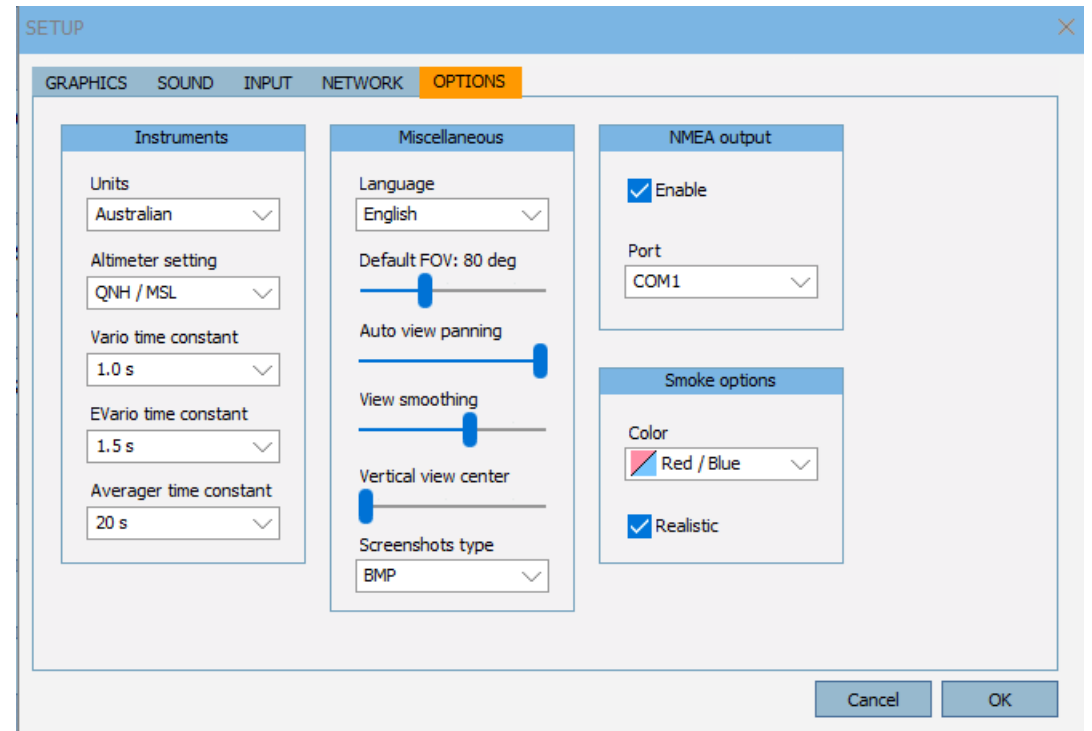 SETUP
GRAPHICS SOUND INPUT NETWORK OPTIONS
Instruments
Units
Australian
Altimeter setting
QNH / MSL
Vario time constant
1.0 s
EVario time constant
1.5 s
Averager time constant
20 s
Miscellaneous
Language
English
Default FOV: 80 deg
Auto view panning
View smoothing
Vertical view center
Screenshots type
BMP
NMEA output
Enable
Port
COM1
Smoke options
Color
Red / Blue
Realistic
Cancel OK